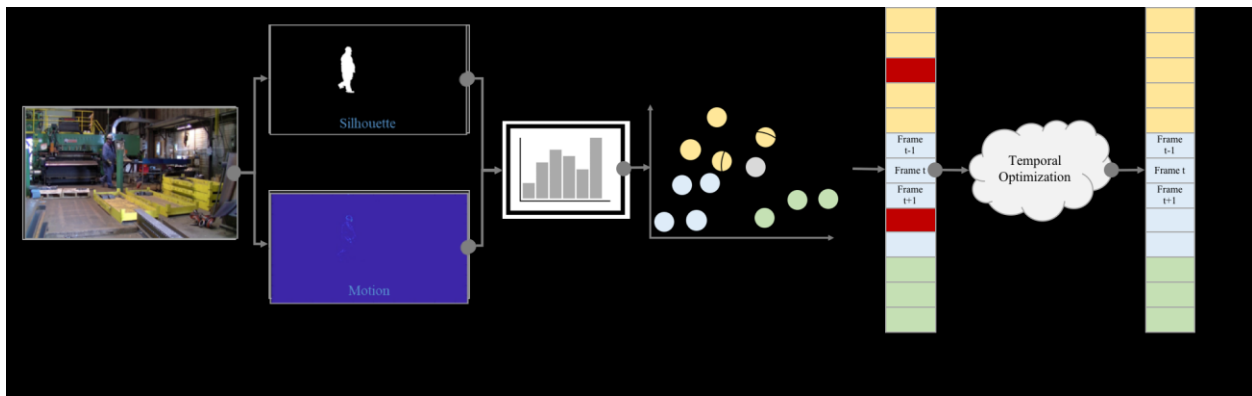 Silhouette
Motion
Frame
t-1
Frame t
Frame
t+1
Temporal
Optimization
Frame
t-1
Frame t
Frame
t+1